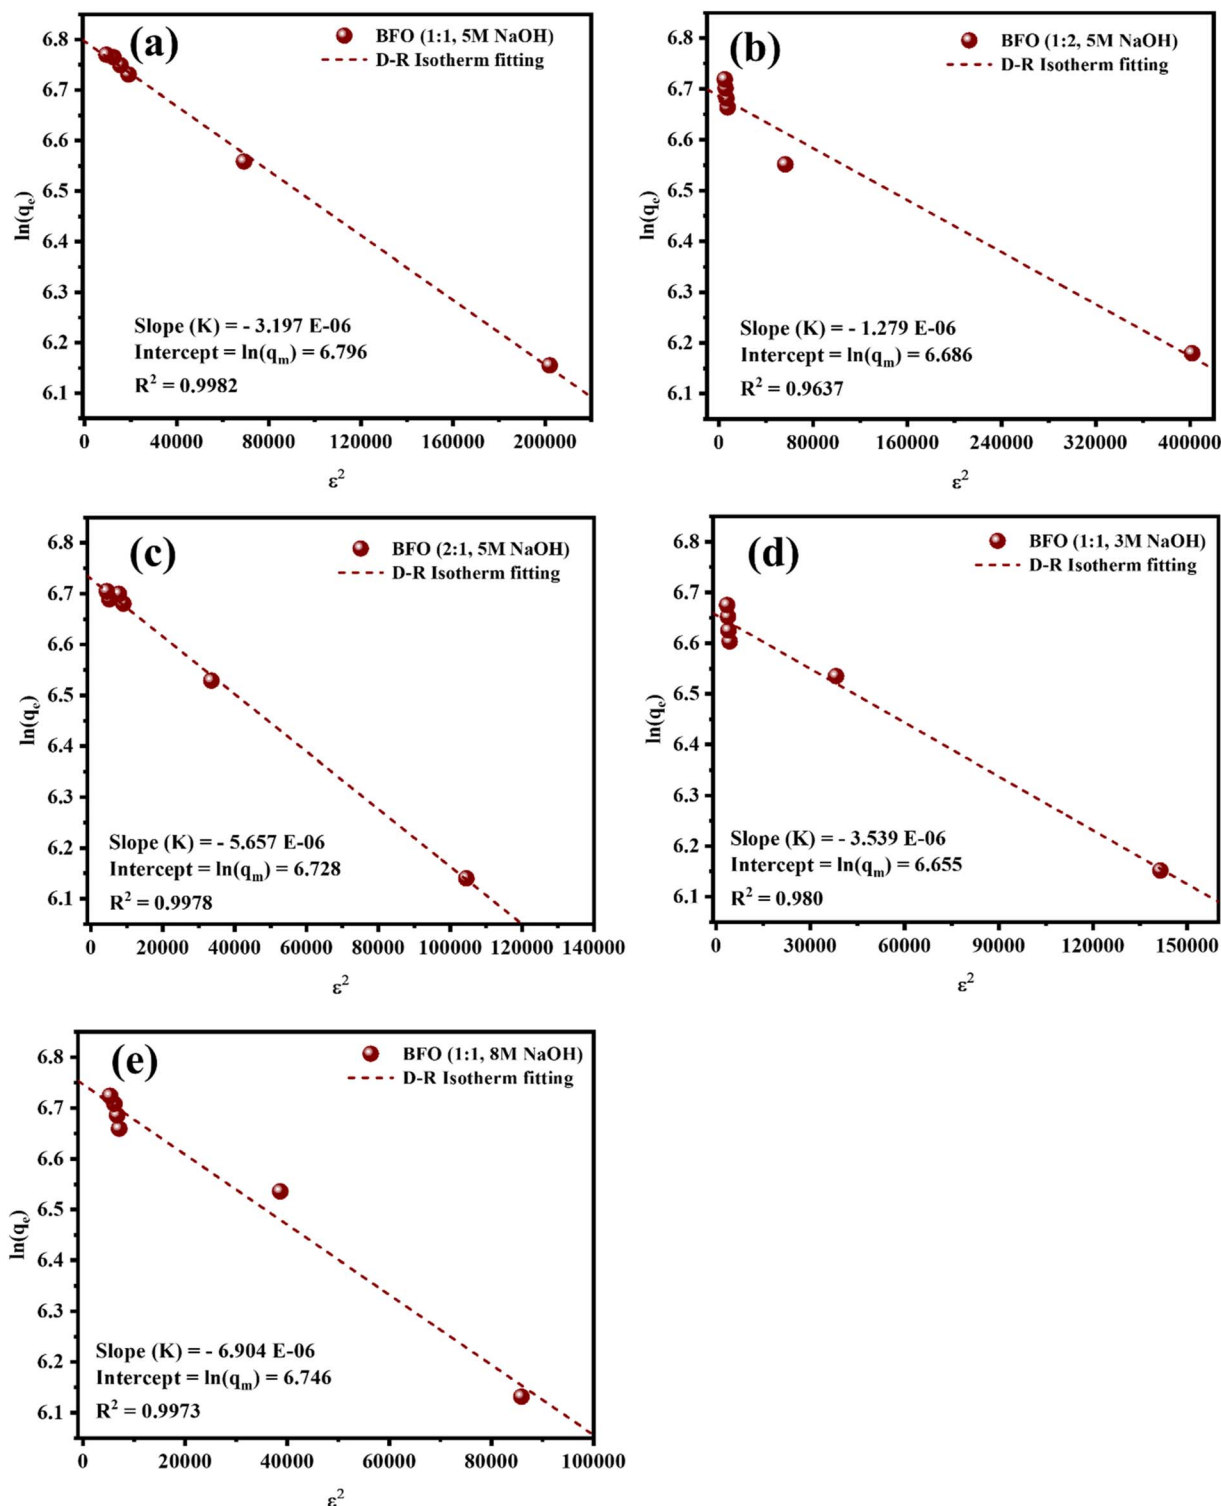 (a)
BFO (1:1, 5M NaOH)
D-R Isotherm fitting
6.8
6.7
6.6
6.5
6.4
6.3
6.2
6.1
ln(qₑ)
Slope (K) = - 3.197 E-06
Intercept = ln(qₘ) = 6.796
R² = 0.9982
0 40000 80000 120000 160000 200000
ε²
(b)
BFO (1:2, 5M NaOH)
D-R Isotherm fitting
6.8
6.7
6.6
6.5
6.4
6.3
6.2
6.1
ln(qₑ)
Slope (K) = - 1.279 E-06
Intercept = ln(qₘ) = 6.686
R² = 0.9637
0 80000 160000 240000 320000 400000
ε²
(c)
BFO (2:1, 5M NaOH)
D-R Isotherm fitting
6.8
6.7
6.6
6.5
6.4
6.3
6.2
6.1
ln(qₑ)
Slope (K) = - 5.657 E-06
Intercept = ln(qₘ) = 6.728
R² = 0.9978
0 20000 40000 60000 80000 100000 120000 140000
ε²
(d)
BFO (1:1, 3M NaOH)
D-R Isotherm fitting
6.8
6.7
6.6
6.5
6.4
6.3
6.2
6.1
ln(qₑ)
Slope (K) = - 3.539 E-06
Intercept = ln(qₘ) = 6.655
R² = 0.980
0 30000 60000 90000 120000 150000
ε²
(e)
BFO (1:1, 8M NaOH)
D-R Isotherm fitting
6.8
6.7
6.6
6.5
6.4
6.3
6.2
6.1
ln(qₑ)
Slope (K) = - 6.904 E-06
Intercept = ln(qₘ) = 6.746
R² = 0.9973
0 20000 40000 60000 80000 100000
ε²